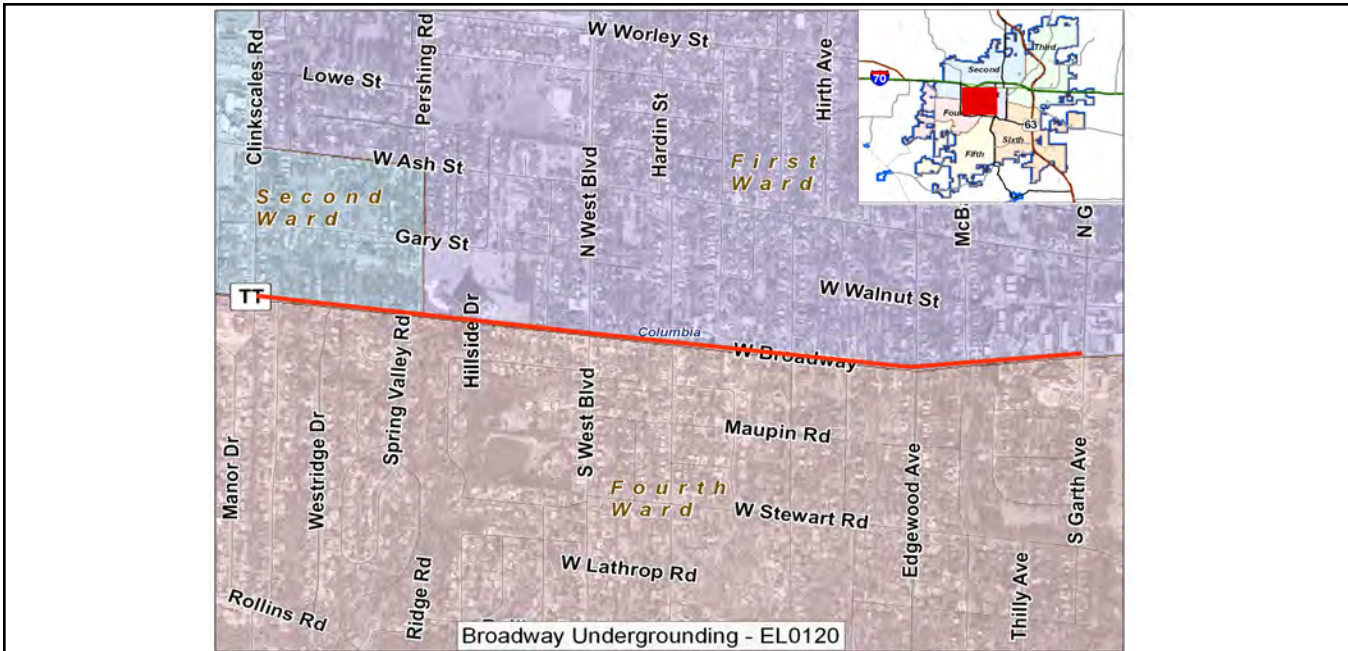 Clinkscales Rd
Pershing Rd
W Worley St
Hirth Ave
Lowe St
Hardin St
W Ash St
First
Ward
Second
Ward
N West Blvd
Gary St
McB
N G
W Walnut St
TT
Hillside Dr
Columbia
W Broadway
Spring Valley Rd
S West Blvd
Maupin Rd
Manor Dr
Westridge Dr
Fourth
Ward
W Stewart Rd
Edgewood Ave
S Garth Ave
W Lathrop Rd
Ridge Rd
Thilly Ave
Rollins Rd
Broadway Undergrounding - EL0120
Third
Second
70
Fou
63
Sixth
Fifth